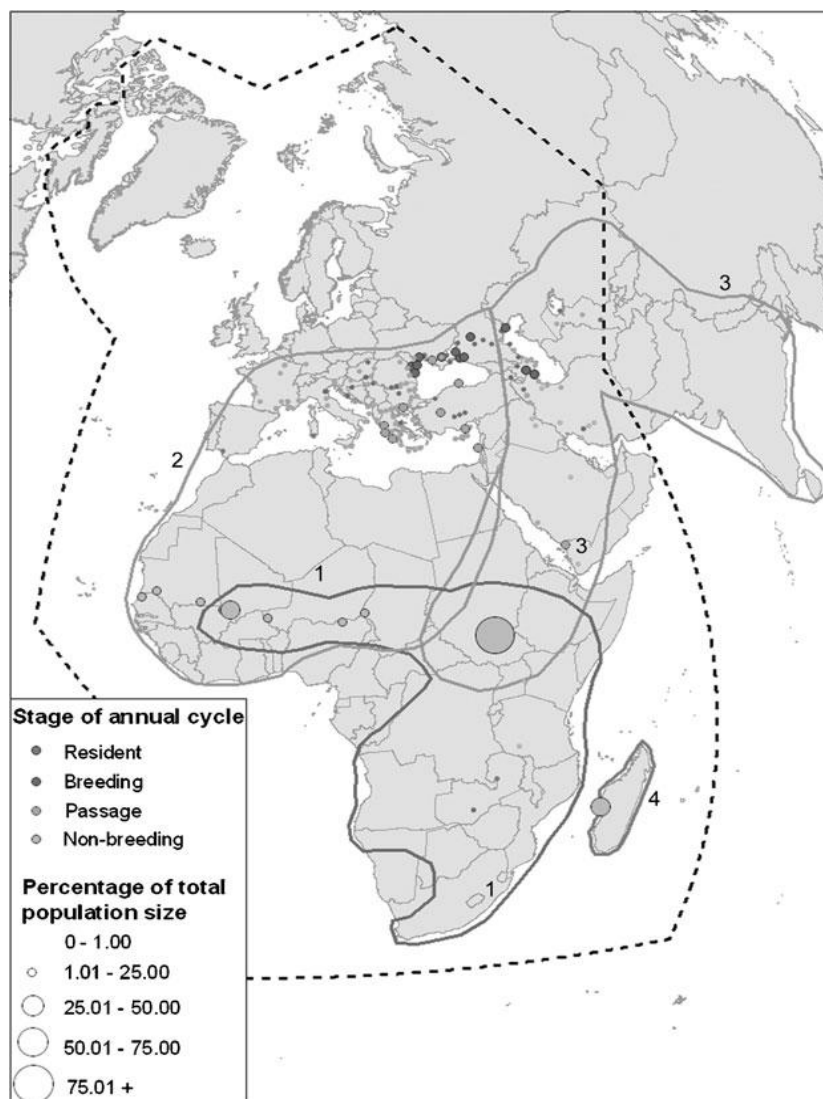 3
2
3
1
4
1
Stage of annual cycle
Resident
Breeding
Passage
Non-breeding
Percentage of total
population size
0 - 1.00
1.01 - 25.00
25.01 - 50.00
50.01 - 75.00
75.01 +